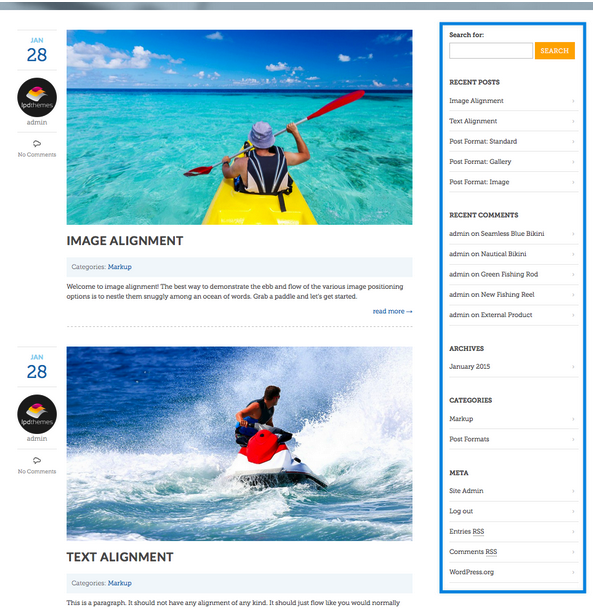 JAN
28
lpdthemes
admin
No Comments
IMAGE ALIGNMENT
Categories: Markup
Welcome to image alignment! The best way to demonstrate the ebb and flow of the various image positioning
options is to nestle them snuggly among an ocean of words. Grab a paddle and let's get started.
read more →
JAN
28
lpdthemes
admin
No Comments
TEXT ALIGNMENT
Categories: Markup
This is a paragraph. It should not have any alignment of any kind. It should just flow like you would normally
Search for:
SEARCH
RECENT POSTS
Image Alignment
Text Alignment
Post Format: Standard
Post Format: Gallery
Post Format: Image
RECENT COMMENTS
admin on Seamless Blue Bikini
admin on Nautical Bikini
admin on Green Fishing Rod
admin on New Fishing Reel
admin on External Product
ARCHIVES
January 2015
CATEGORIES
Markup
Post Formats
META
Site Admin
Log out
Entries RSS
Comments RSS
WordPress.org